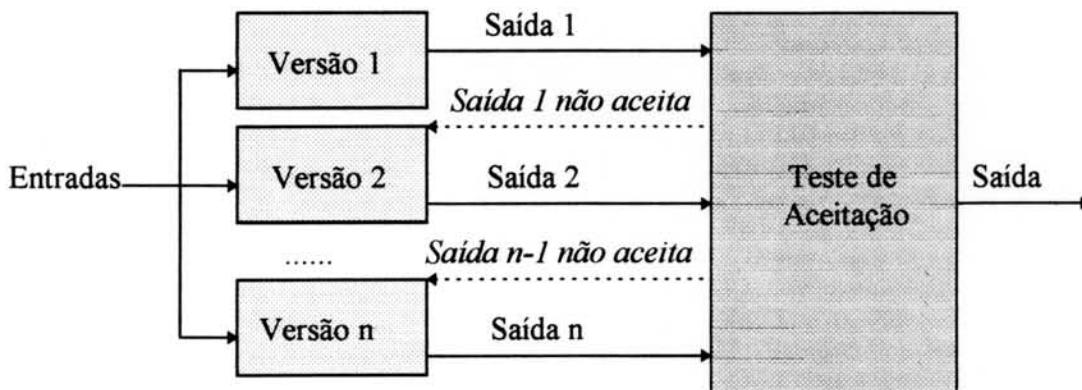 Saída 1
Versão 1
Saída 1 não aceita
Entradas
Versão 2
Saída 2
Teste de
Aceitação
Saída
......
Saída n-1 não aceita
Versão n
Saída n